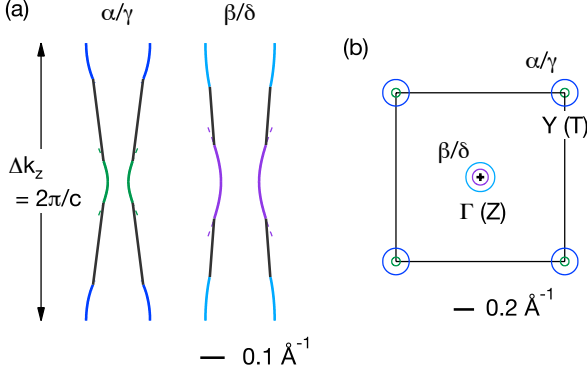 (a)
α/γ
β/δ
Δk_z
= 2π/c
0.1 Å⁻¹
(b)
α/γ
Y (T)
β/δ
Γ (Z)
0.2 Å⁻¹